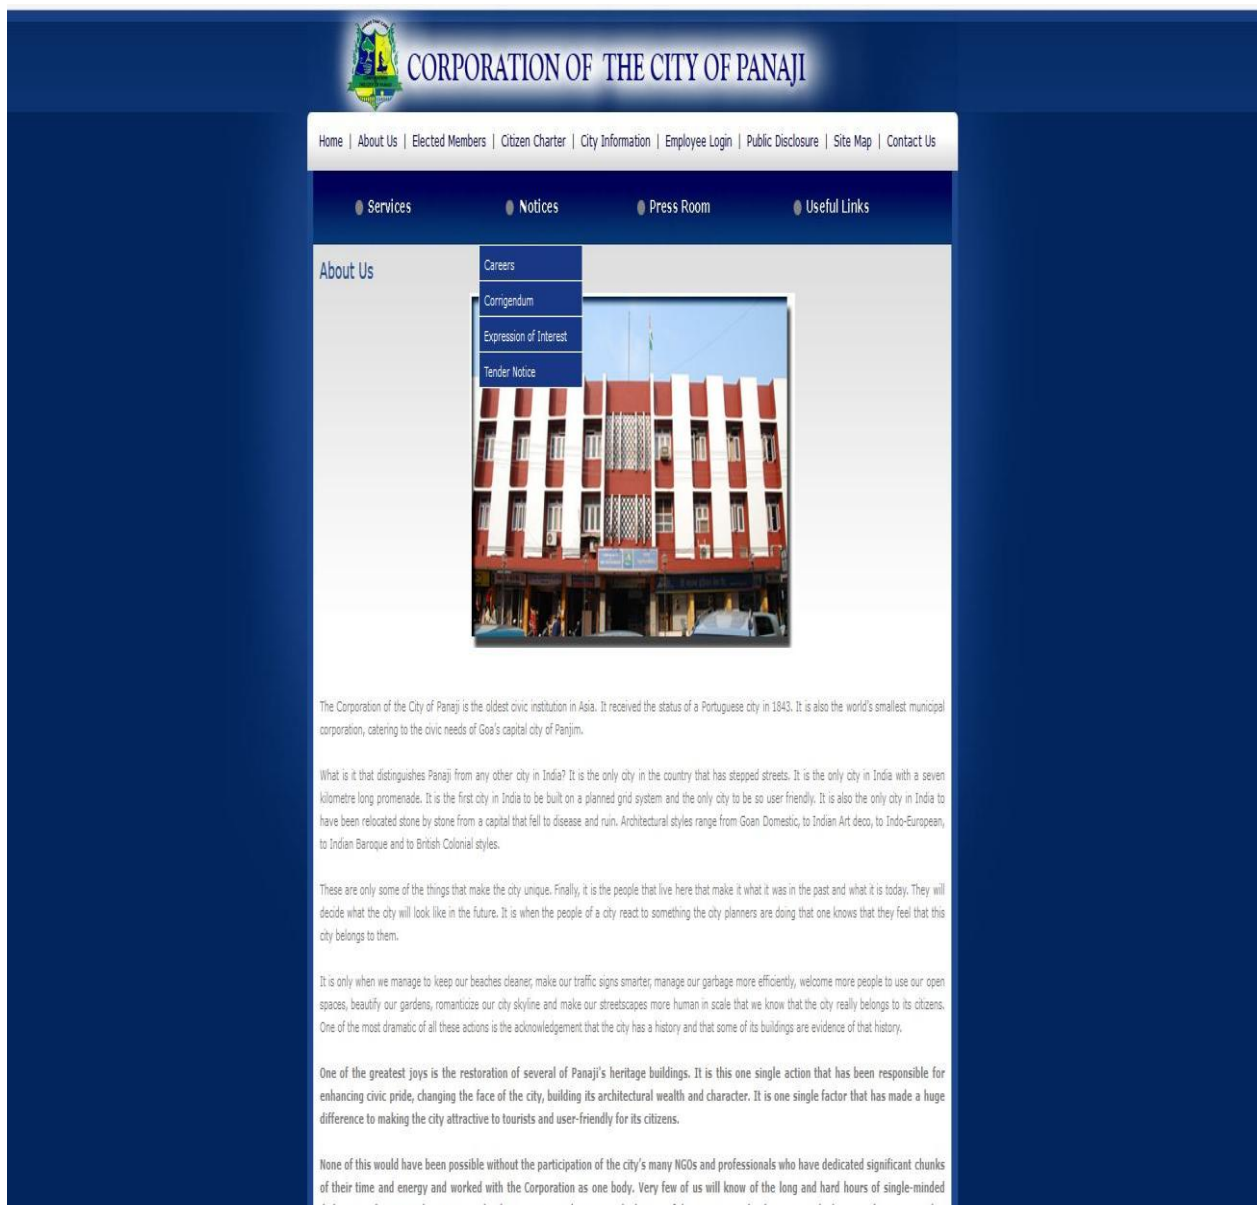 CORPORATION OF THE CITY OF PANAJI
Home | About Us | Elected Members | Citizen Charter | City Information | Employee Login | Public Disclosure | Site Map | Contact Us
Services Notices Press Room Useful Links
About Us
Careers
Corrigendum
Expression of Interest
Tender Notice
The Corporation of the City of Panaji is the oldest civic institution in Asia. It received the status of a Portuguese city in 1843. It is also the world's smallest municipal
corporation, catering to the civic needs of Goa's capital city of Panjim.
What is it that distinguishes Panaji from any other city in India? It is the only city in the country that has stepped streets. It is the only city in India with a seven
kilometre long promenade. It is the first city in India to be built on a planned grid system and the only city to be so user friendly. It is also the only city in India to
have been relocated stone by stone from a capital that fell to disease and ruin. Architectural styles range from Goan Domestic, to Indian Art deco, to Indo-European,
to Indian Baroque and to British Colonial styles.
These are only some of the things that make the city unique. Finally, it is the people that live here that make it what it was in the past and what it is today. They will
decide what the city will look like in the future. It is when the people of a city react to something the city planners are doing that one knows that they feel that this
city belongs to them.
It is only when we manage to keep our beaches cleaner, make our traffic signs smarter, manage our garbage more efficiently, welcome more people to use our open
spaces, beautify our gardens, romanticize our city skyline and make our streetscapes more human in scale that we know that the city really belongs to its citizens.
One of the most dramatic of all these actions is the acknowledgement that the city has a history and that some of its buildings are evidence of that history.
One of the greatest joys is the restoration of several of Panaji's heritage buildings. It is this one single action that has been responsible for
enhancing civic pride, changing the face of the city, building its architectural wealth and character. It is one single factor that has made a huge
difference to making the city attractive to tourists and user-friendly for its citizens.
None of this would have been possible without the participation of the city's many NGOs and professionals who have dedicated significant chunks
of their time and energy and worked with the Corporation as one body. Very few of us will know of the long and hard hours of single-minded